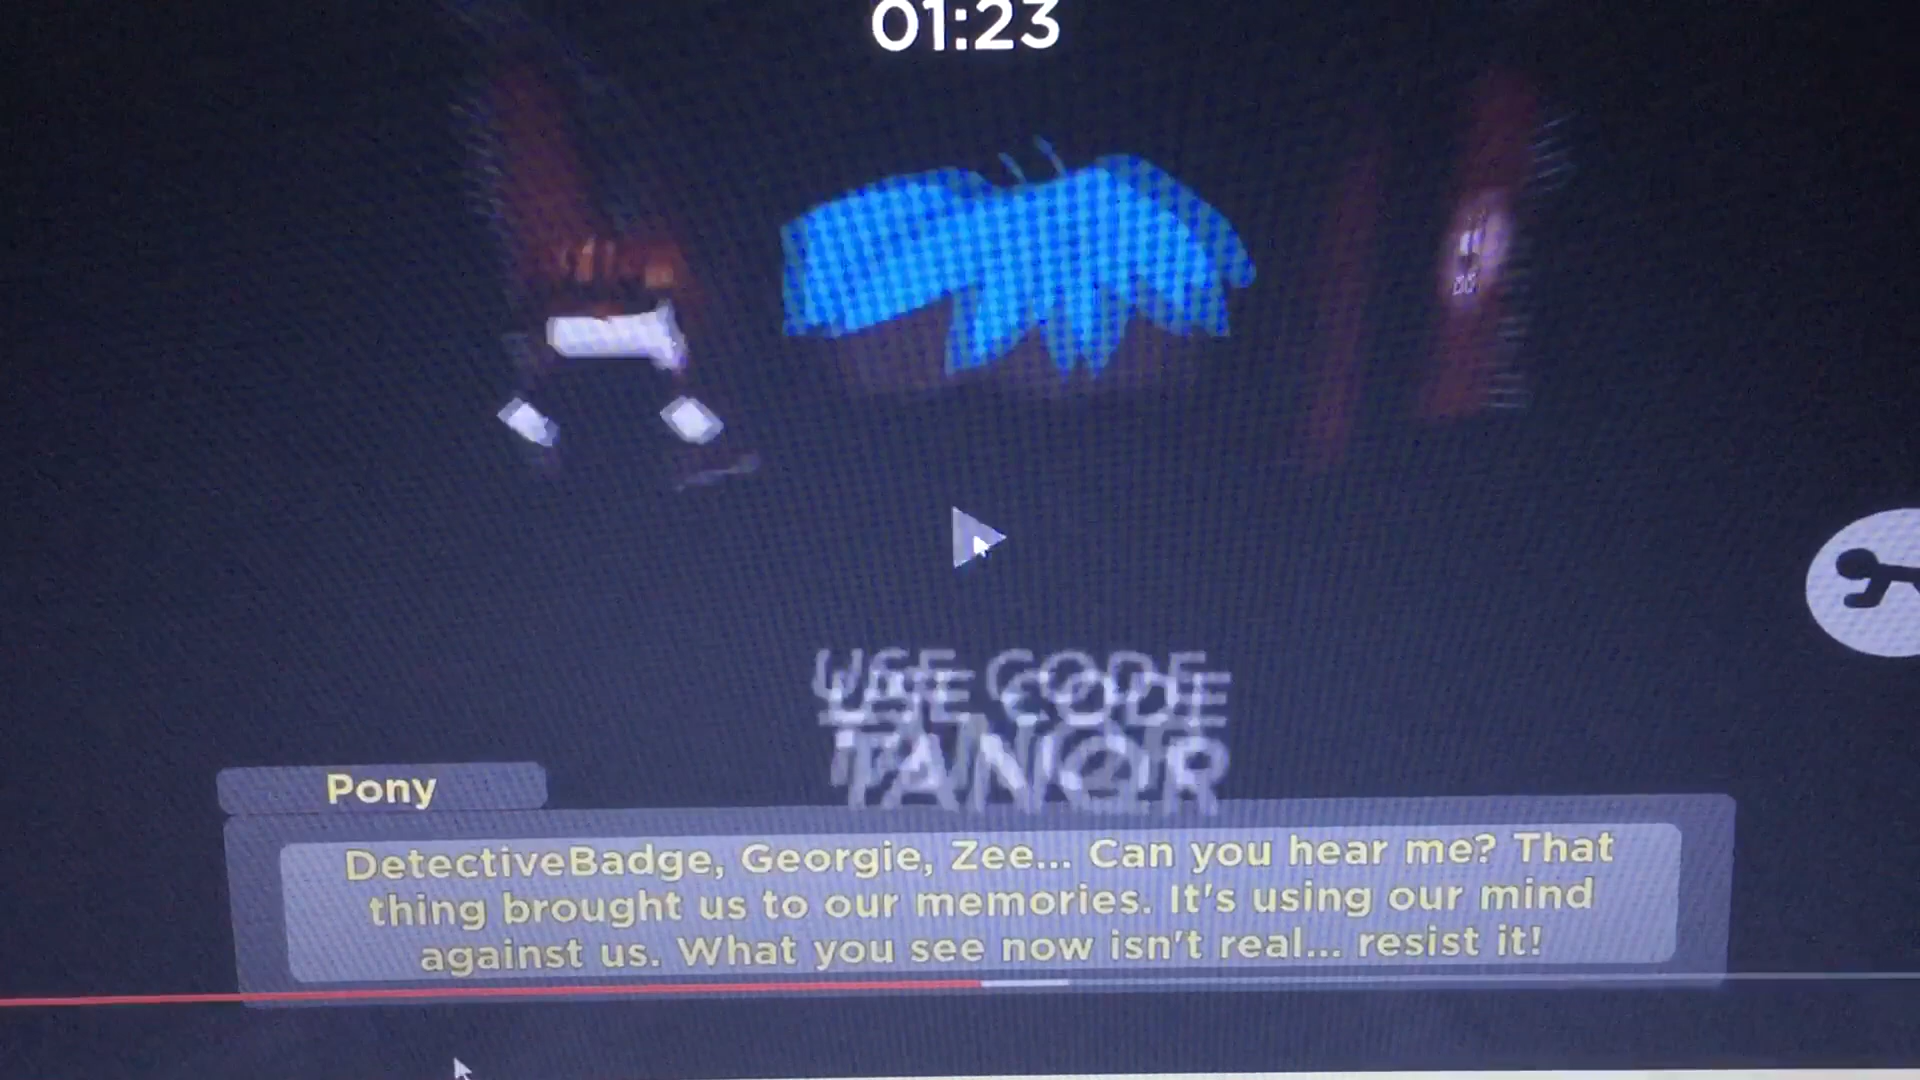 01:23
USE CODE
TANQR
Pony
DetectiveBadge, Georgie, Zee... Can you hear me? That
thing brought us to our memories. It's using our mind
against us. What you see now isn't real... resist it!